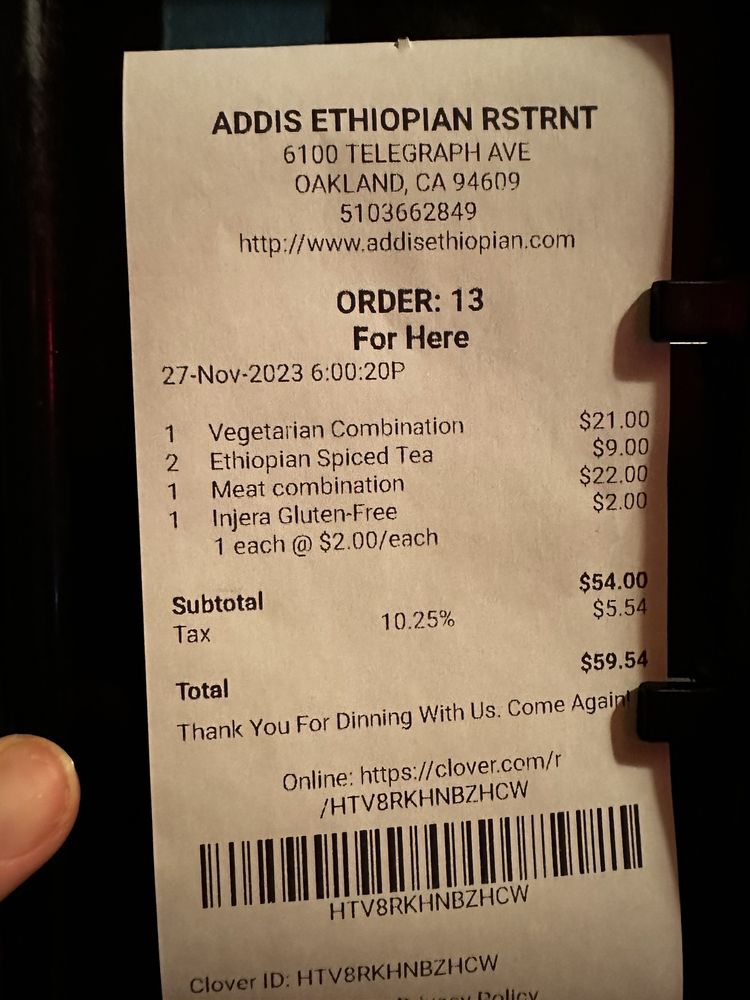 ADDIS ETHIOPIAN RSTRNT
6100 TELEGRAPH AVE
OAKLAND, CA 94609
5103662849
http://www.addisethiopian.com
ORDER: 13
For Here
27-Nov-2023 6:00:20P
1 Vegetarian Combination $21.00
2 Ethiopian Spiced Tea $9.00
1 Meat combination $22.00
1 Injera Gluten-Free $2.00
1 each @ $2.00/each
Subtotal $54.00
Tax 10.25% $5.54
Total $59.54
Thank You For Dinning With Us. Come Again!
Online: https://clover.com/r
/HTV8RKHNBZHCW
HTV8RKHNBZHCW
Clover ID: HTV8RKHNBZHCW
Privacy Policy